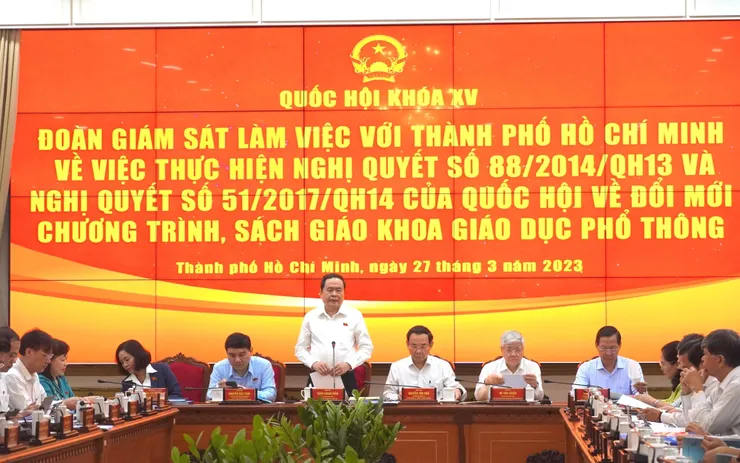 QUỐC HỘI KHÓA XV
ĐOÀN GIÁM SÁT LÀM VIỆC VỚI THÀNH PHỐ HỒ CHÍ MINH
VỀ VIỆC THỰC HIỆN NGHỊ QUYẾT SỐ 88/2014/QH13 VÀ
NGHỊ QUYẾT SỐ 51/2017/QH14 CỦA QUỐC HỘI VỀ ĐỔI MỚI
CHƯƠNG TRÌNH, SÁCH GIÁO KHOA GIÁO DỤC PHỔ THÔNG
Thành phố Hồ Chí Minh, ngày 27 tháng 3 năm 2023